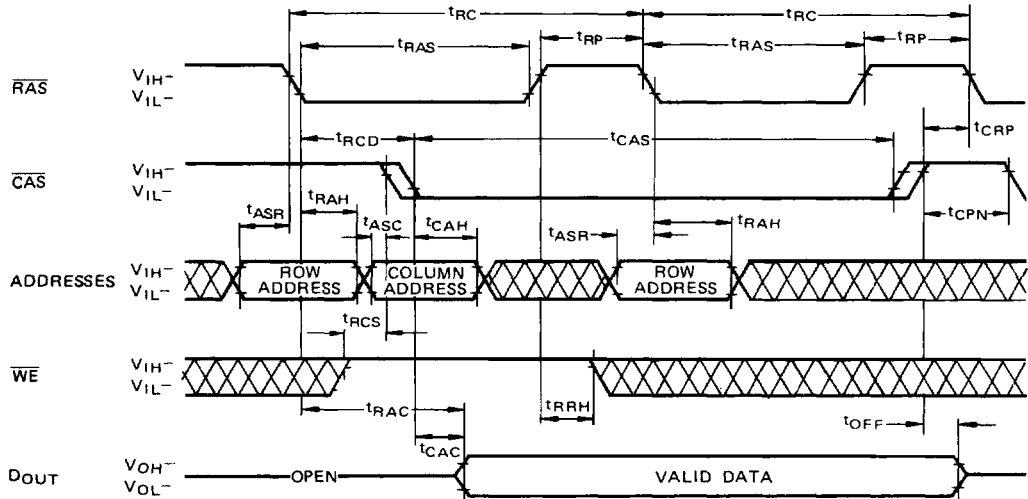 tRC tRC
tRAS tRP tRAS tRP
RAS VIH– VIL–
tRCD tCAS tCRP
CAS VIH– VIL–
tASR tRAH tASC tCAH tASR tRAH tCPN
ADDRESSES VIH– VIL– ROW ADDRESS COLUMN ADDRESS ROW ADDRESS
tRCS
WE VIH– VIL–
tRAC tRRH tOFF
tCAC
DOUT VOH– VOL– OPEN VALID DATA